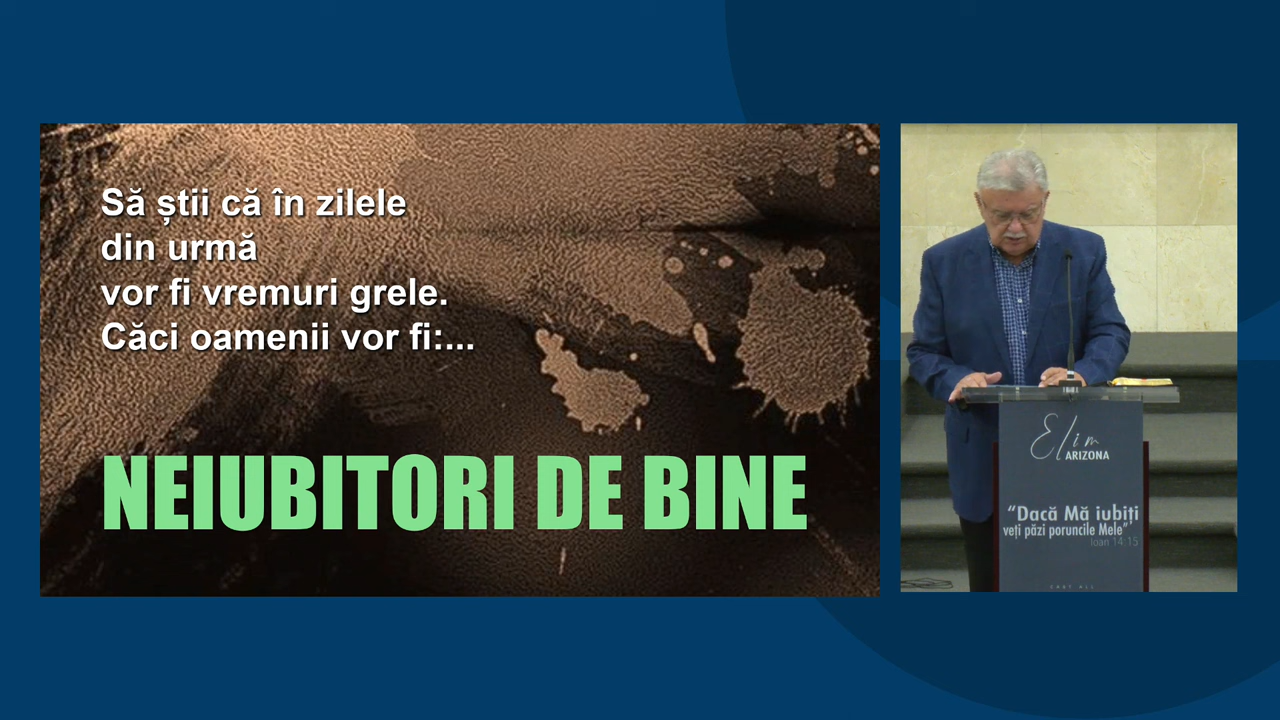 Să știi că în zilele
din urmă
vor fi vremuri grele.
Căci oamenii vor fi:...
NEIUBITORI DE BINE
Elim
ARIZONA
“Dacă Mă iubiți
veți păzi poruncile Mele”
Ioan 14:15